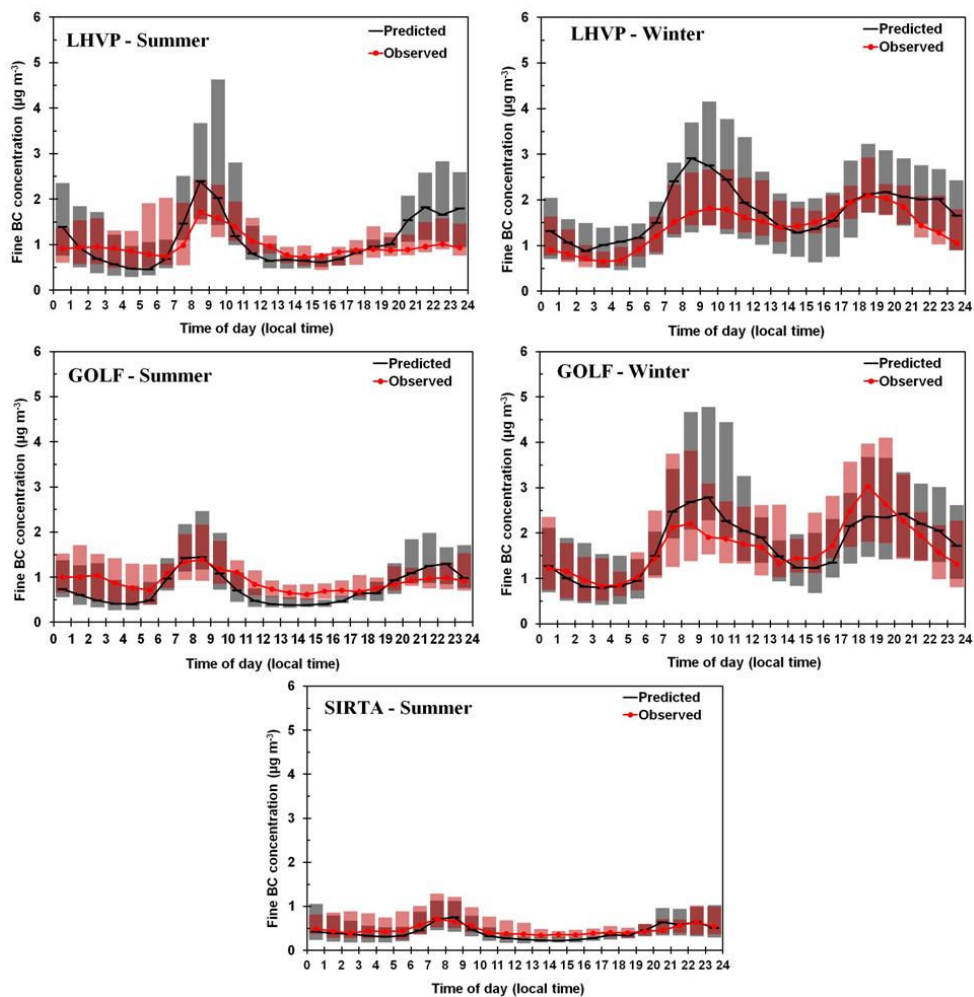 LHVP - Summer
Predicted
Observed
Fine BC concentration (µg m-3)
6
5
4
3
2
1
0
0 1 2 3 4 5 6 7 8 9 10 11 12 13 14 15 16 17 18 19 20 21 22 23 24
Time of day (local time)
LHVP - Winter
Predicted
Observed
Fine BC concentration (µg m-3)
6
5
4
3
2
1
0
0 1 2 3 4 5 6 7 8 9 10 11 12 13 14 15 16 17 18 19 20 21 22 23 24
Time of day (local time)
GOLF - Summer
Predicted
Observed
Fine BC concentration (µg m-3)
6
5
4
3
2
1
0
0 1 2 3 4 5 6 7 8 9 10 11 12 13 14 15 16 17 18 19 20 21 22 23 24
Time of day (local time)
GOLF - Winter
Predicted
Observed
Fine BC concentration (µg m-3)
6
5
4
3
2
1
0
0 1 2 3 4 5 6 7 8 9 10 11 12 13 14 15 16 17 18 19 20 21 22 23 24
Time of day (local time)
SIRTA - Summer
Predicted
Observed
Fine BC concentration (µg m-3)
6
5
4
3
2
1
0
0 1 2 3 4 5 6 7 8 9 10 11 12 13 14 15 16 17 18 19 20 21 22 23 24
Time of day (local time)